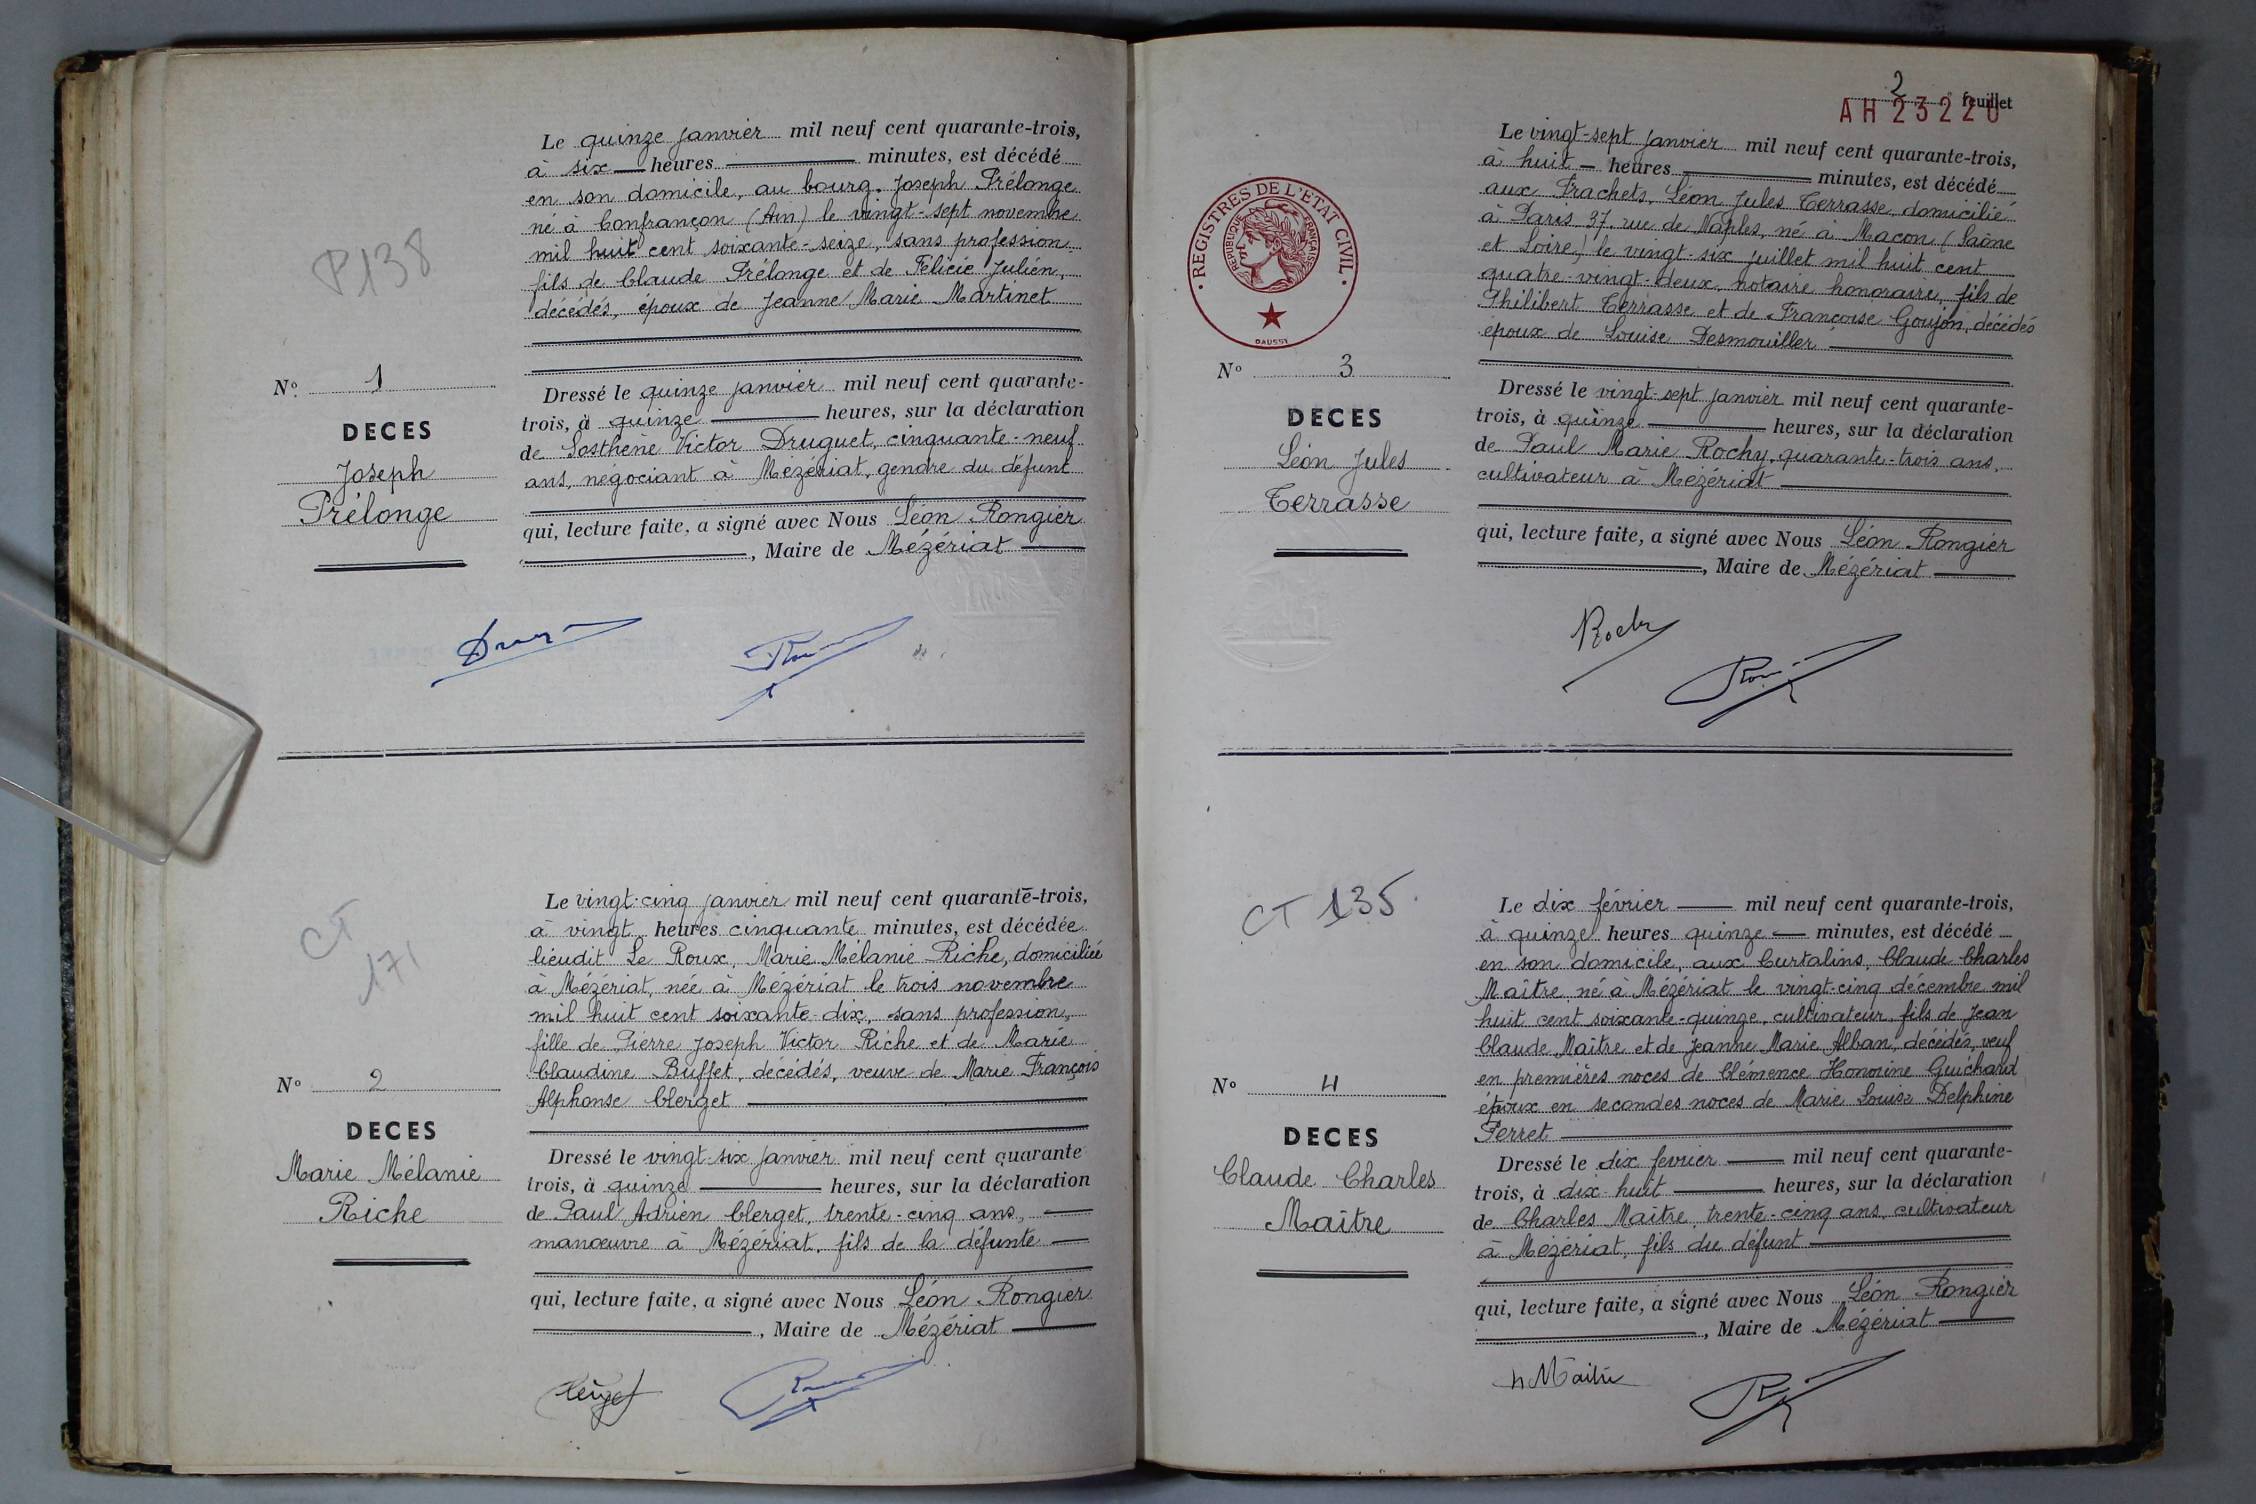 P138
Le quinze janvier mil neuf cent quarante-trois,
à six heures minutes, est décédé
en son domicile, au bourg, Joseph Prélonge
né à Confrançon (Ain) le vingt-sept novembre
mil huit cent soixante-seize, sans profession
fils de Claude Prélonge et de Félicie Julien,
décédés, époux de Jeanne Marie Martinet
N° 1
DECES
Joseph
Prélonge
Dressé le quinze janvier mil neuf cent quarante-
trois, à quinze heures, sur la déclaration
de Sosthène Victor Druguet, cinquante-neuf
ans, négociant à Mézériat, gendre du défunt
qui, lecture faite, a signé avec Nous Léon Rongier
, Maire de Mézériat
CT
171
Le vingt-cinq janvier mil neuf cent quarante-trois,
à vingt heures cinquante minutes, est décédée
lieudit Le Roux, Marie Mélanie Riche, domiciliée
à Mézériat, née à Mézériat le trois novembre
mil huit cent soixante-dix, sans profession,
fille de Pierre Joseph Victor Riche et de Marie
Claudine Buffet, décédés, veuve de Marie François
Alphonse Clerget
N° 2
DECES
Marie Mélanie
Riche
Dressé le vingt-six janvier mil neuf cent quarante
trois, à quinze heures, sur la déclaration
de Paul Adrien Clerget, trente-cinq ans,
manœuvre à Mézériat, fils de la défunte
qui, lecture faite, a signé avec Nous Léon Rongier
, Maire de Mézériat
Clerget
2 feuillet
AH 23220
REGISTRES DE L'ÉTAT CIVIL
RÉPUBLIQUE FRANÇAISE
DAUSSY
Le vingt-sept janvier mil neuf cent quarante-trois,
à huit heures minutes, est décédé
aux Frachets, Léon Jules Terrasse, domicilié
à Paris 37, rue de Naples, né à Macon (Saône
et Loire) le vingt-six juillet mil huit cent
quatre-vingt-deux, notaire honoraire, fils de
Philibert Terrasse et de Françoise Goujon, décédés
époux de Louise Desmouiller
N° 3
DECES
Léon Jules
Terrasse
Dressé le vingt-sept janvier mil neuf cent quarante-
trois, à quinze heures, sur la déclaration
de Paul Marie Rochy, quarante-trois ans,
cultivateur à Mézériat
qui, lecture faite, a signé avec Nous Léon Rongier
, Maire de Mézériat
Rochy
CT 135
Le dix février mil neuf cent quarante-trois,
à quinze heures quinze minutes, est décédé
en son domicile, aux Curtalins, Claude Charles
Maître né à Mézériat le vingt-cinq décembre mil
huit cent soixante-quinze, cultivateur, fils de Jean
Claude Maître et de Jeanne Marie Alban, décédés, veuf
en premières noces de Clémence Honorine Guichard
époux en secondes noces de Marie Louise Delphine
Perret
N° 4
DECES
Claude Charles
Maître
Dressé le dix fevrier mil neuf cent quarante-
trois, à dix-huit heures, sur la déclaration
de Charles Maître, trente-cinq ans, cultivateur
à Mézériat, fils du défunt
qui, lecture faite, a signé avec Nous Léon Rongier
, Maire de Mézériat
Maitre